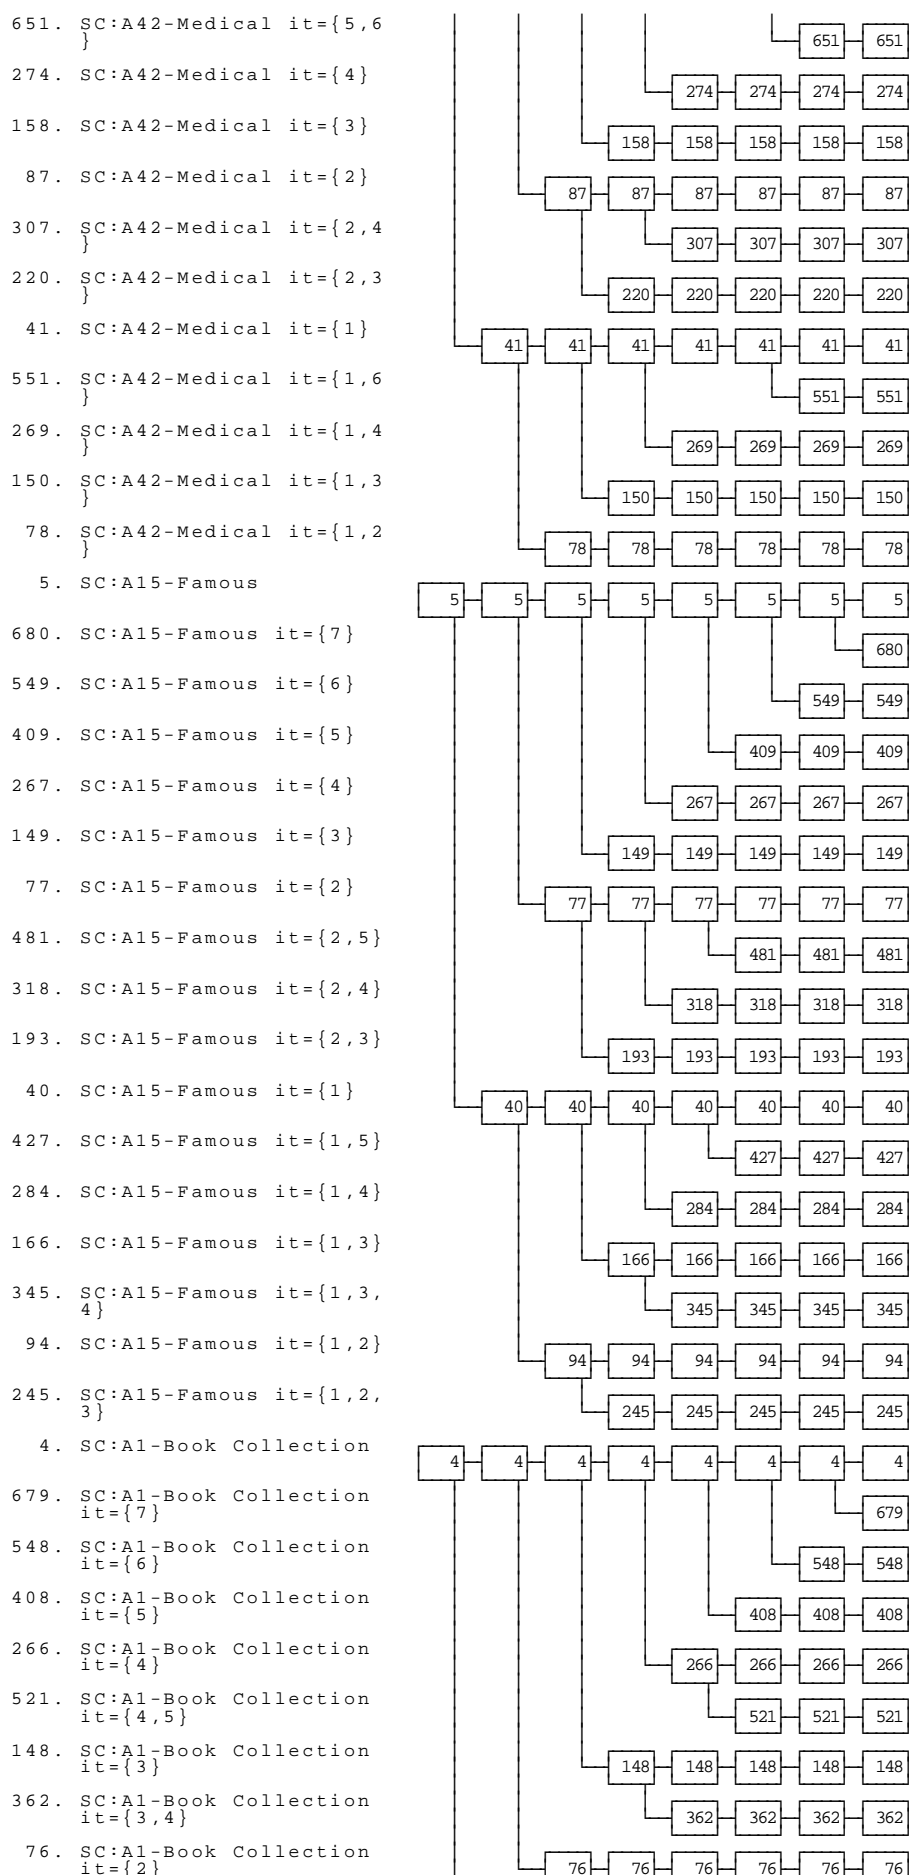 651. SC:A42-Medical it={5,6 651 651
}
274. SC:A42-Medical it={4} 274 274 274 274
158. SC:A42-Medical it={3} 158 158 158 158 158
87. SC:A42-Medical it={2} 87 87 87 87 87 87
307. SC:A42-Medical it={2,4 307 307 307 307
}
220. SC:A42-Medical it={2,3 220 220 220 220 220
}
41. SC:A42-Medical it={1} 41 41 41 41 41 41 41
551. SC:A42-Medical it={1,6 551 551
}
269. SC:A42-Medical it={1,4 269 269 269 269
}
150. SC:A42-Medical it={1,3 150 150 150 150 150
}
78. SC:A42-Medical it={1,2 78 78 78 78 78 78
}
5. SC:A15-Famous 5 5 5 5 5 5 5 5
680. SC:A15-Famous it={7} 680
549. SC:A15-Famous it={6} 549 549
409. SC:A15-Famous it={5} 409 409 409
267. SC:A15-Famous it={4} 267 267 267 267
149. SC:A15-Famous it={3} 149 149 149 149 149
77. SC:A15-Famous it={2} 77 77 77 77 77 77
481. SC:A15-Famous it={2,5} 481 481 481
318. SC:A15-Famous it={2,4} 318 318 318 318
193. SC:A15-Famous it={2,3} 193 193 193 193 193
40. SC:A15-Famous it={1} 40 40 40 40 40 40 40
427. SC:A15-Famous it={1,5} 427 427 427
284. SC:A15-Famous it={1,4} 284 284 284 284
166. SC:A15-Famous it={1,3} 166 166 166 166 166
345. SC:A15-Famous it={1,3, 345 345 345 345
4}
94. SC:A15-Famous it={1,2} 94 94 94 94 94 94
245. SC:A15-Famous it={1,2, 245 245 245 245 245
3}
4. SC:A1-Book Collection 4 4 4 4 4 4 4 4
679. SC:A1-Book Collection 679
it={7}
548. SC:A1-Book Collection 548 548
it={6}
408. SC:A1-Book Collection 408 408 408
it={5}
266. SC:A1-Book Collection 266 266 266 266
it={4}
521. SC:A1-Book Collection 521 521 521
it={4,5}
148. SC:A1-Book Collection 148 148 148 148 148
it={3}
362. SC:A1-Book Collection 362 362 362 362
it={3,4}
76. SC:A1-Book Collection 76 76 76 76 76 76
it={2}